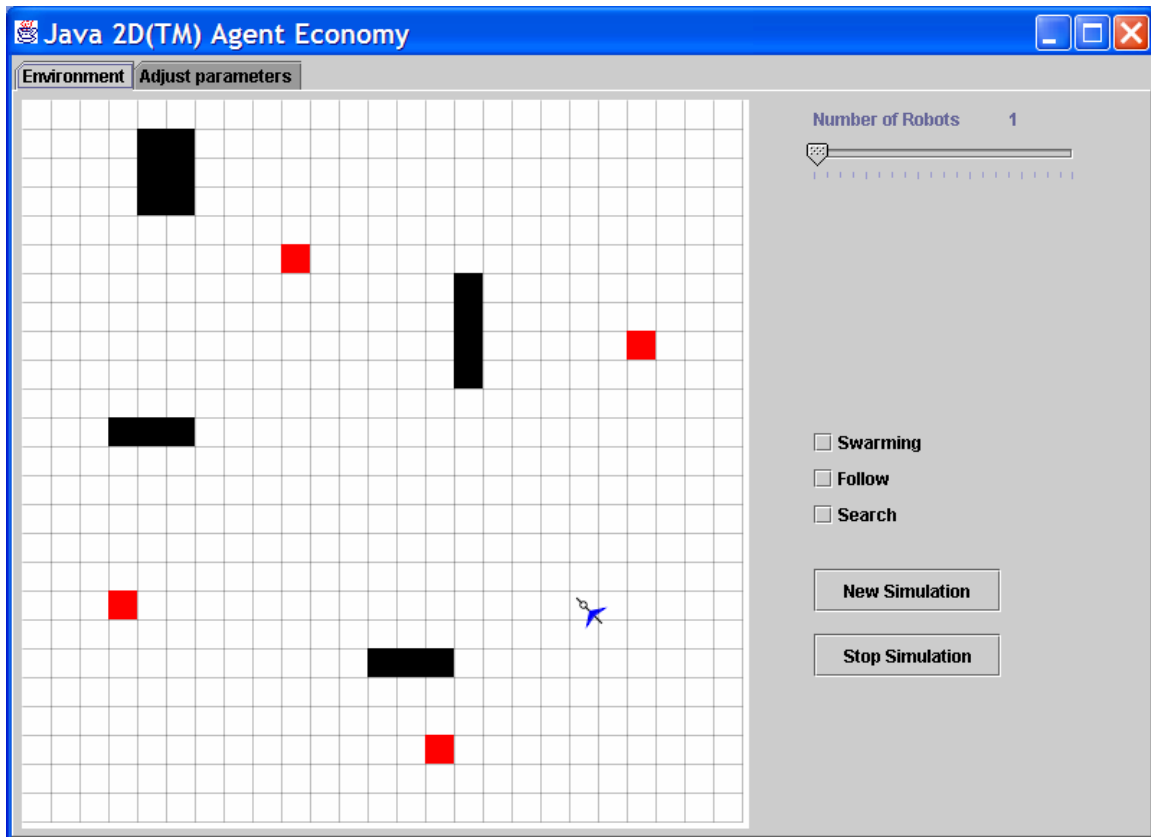 Java 2D(TM) Agent Economy
Environment Adjust parameters
Number of Robots 1
Swarming
Follow
Search
New Simulation
Stop Simulation